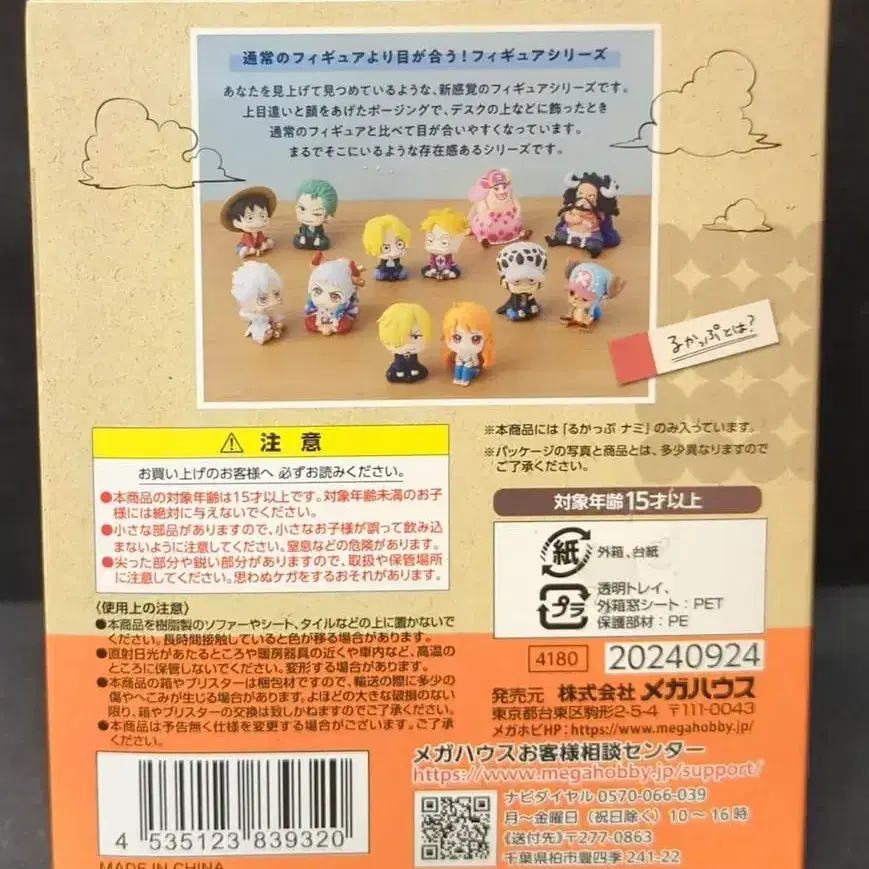 通常のフィギュアより目が合う！フィギュアシリーズ
あなたを見上げて見つめているような、新感覚のフィギュアシリーズです。
上目遣いと顔をあげたポージングで、デスクの上などに飾ったとき
通常のフィギュアと比べて目が合いやすくなっています。
まるでそこにいるような存在感あるシリーズです。
るかっぷとは？
⚠ 注意
お買い上げのお客様へ 必ずお読みください。
●本商品の対象年齢は15才以上です。対象年齢未満のお子
様には絶対に与えないでください。
●小さな部品がありますので、小さなお子様が誤って飲み込
まないように注意してください。窒息などの危険があります。
●尖った部分や鋭い部分がありますので、取扱や保管場所
に注意してください。思わぬケガをするおそれがあります。
〈使用上の注意〉
●本商品を樹脂製のソファーやシート、タイルなどの上に置かないで
ください。長時間接触していると色が移る場合があります。
●直射日光があたるところや暖房器具の近くや車内など、高温の
ところに保管しないでください。変形する場合があります。
●本商品の箱やブリスターは梱包材ですので、輸送の際に多少の
傷やへこみが生じる場合があります。よほどの大きな破損のない
限り、箱やブリスターの交換は致しかねますのでご了承ください。
●本商品は予告無く仕様を変更する場合がございます。ご了承
ください。
4 535123 839320
MADE IN CHINA
※本商品には「るかっぷ ナミ」のみ入っています。
※パッケージの写真と商品とは、多少異なりますので
ご了承ください。
対象年齢15才以上
紙
外箱、台紙
プラ
透明トレイ、
外箱窓シート：PET
保護部材：PE
4180
20240924
発売元 株式会社 メガハウス
東京都台東区駒形2-5-4 〒111-0043
メガホビHP：https://www.megahobby.jp/
メガハウスお客様相談センター
https://www.megahobby.jp/support/
ナビダイヤル 0570-066-039
月〜金曜日（祝日除く）10〜16時
《送付先》〒277-0863
千葉県柏市豊四季241-22